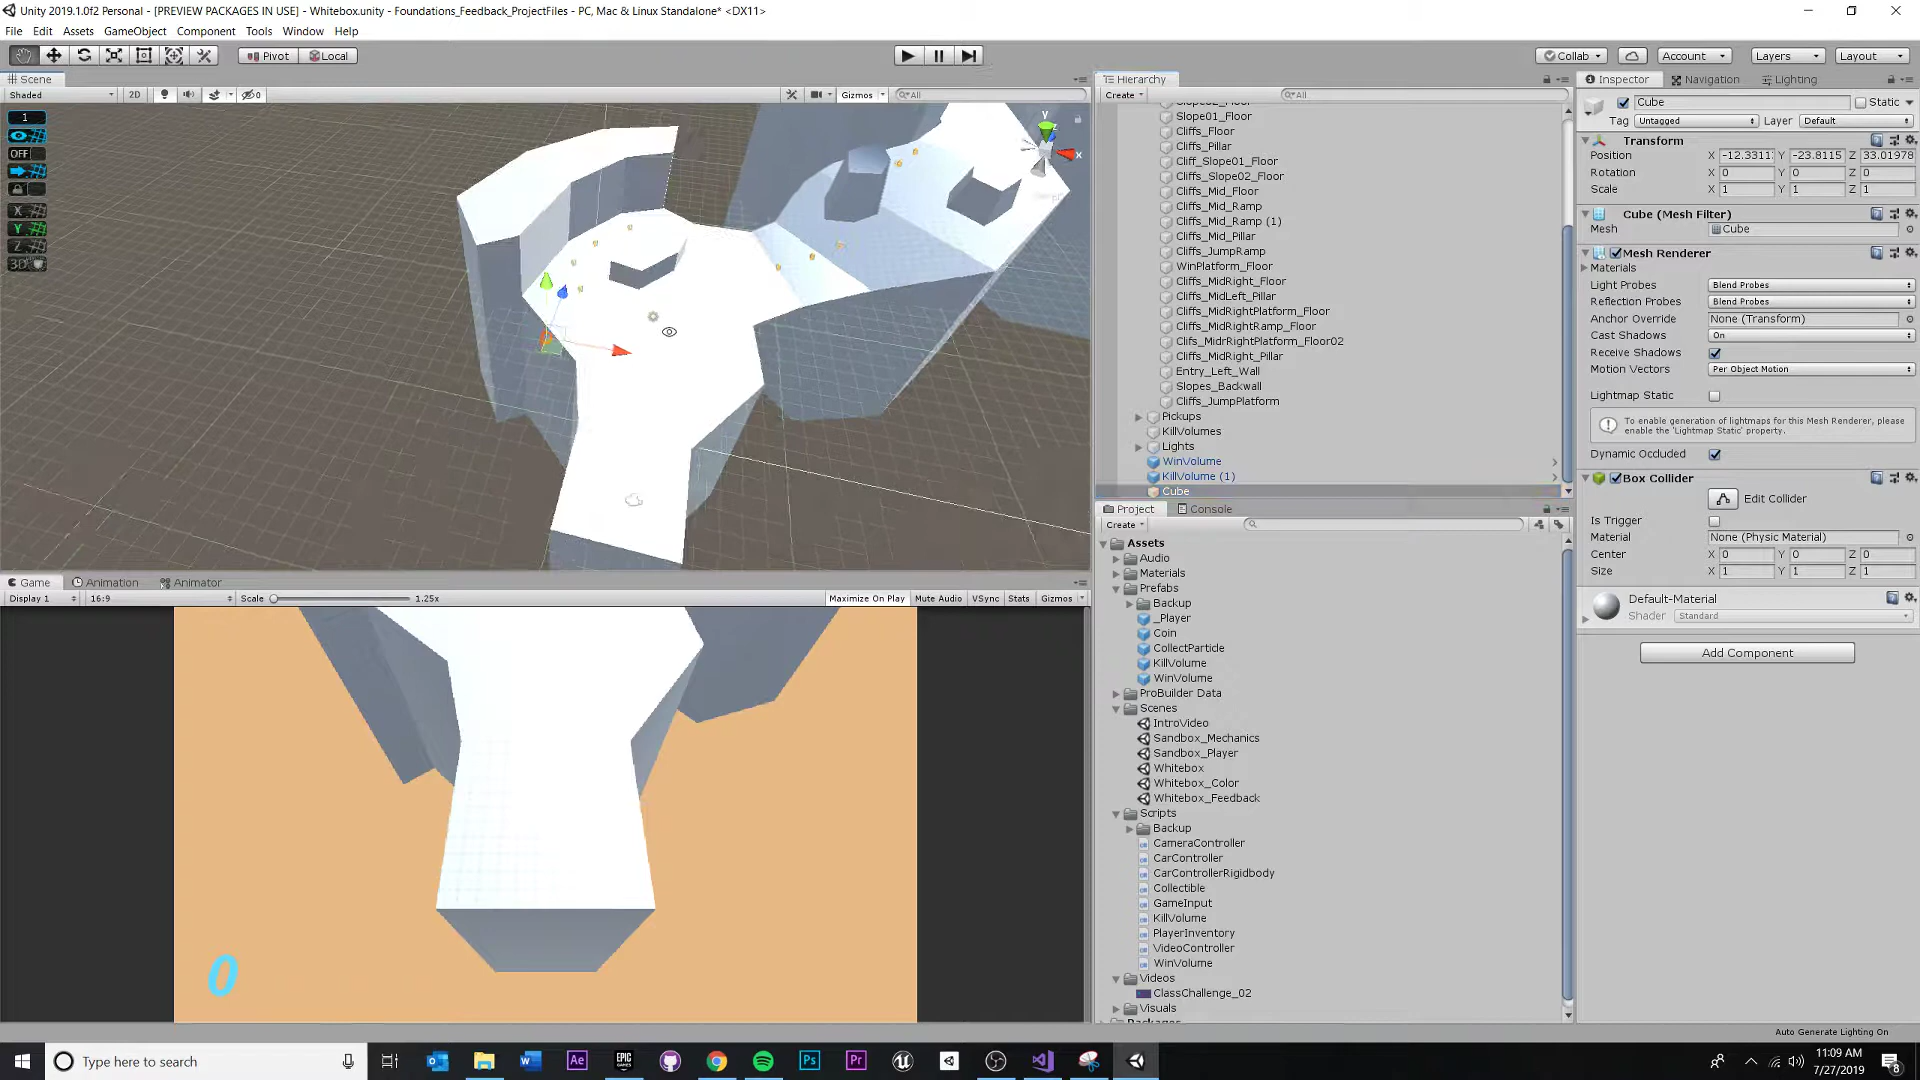 Unity 2019.1.0f2 Personal - [PREVIEW PACKAGES IN USE] - Whitebox.unity - Foundations_Feedback_ProjectFiles - PC, Mac & Linux Standalone* <DX11>
File Edit Assets GameObject Component Tools Window Help
Pivot Local Collab Account Layers Layout
Scene
Shaded 2D 0 Gizmos All
1
OFF
X
Y
Z
3D
y
x
Hierarchy
Create All
Slope02_Floor
Slope01_Floor
Cliffs_Floor
Cliffs_Pillar
Cliff_Slope01_Floor
Cliffs_Slope02_Floor
Cliffs_Mid_Floor
Cliffs_Mid_Ramp
Cliffs_Mid_Ramp (1)
Cliffs_Mid_Pillar
Cliffs_JumpRamp
WinPlatform_Floor
Cliffs_MidRight_Floor
Cliffs_MidLeft_Pillar
Cliffs_MidRightPlatform_Floor
Cliffs_MidRightRamp_Floor
Clifs_MidrRightPlatform_Floor02
Cliffs_MidRight_Pillar
Entry_Left_Wall
Slopes_Backwall
Cliffs_JumpPlatform
Pickups
KillVolumes
Lights
WinVolume
KillVolume (1)
Cube
Project Console
Create
Assets
Audio
Materials
Prefabs
Backup
_Player
Coin
CollectParticle
KillVolume
WinVolume
ProBuilder Data
Scenes
IntroVideo
Sandbox_Mechanics
Sandbox_Player
Whitebox
Whitebox_Color
Whitebox_Feedback
Scripts
Backup
CameraController
CarController
CarControllerRigidbody
Collectible
GameInput
KillVolume
PlayerInventory
VideoController
WinVolume
Videos
ClassChallenge_02
Visuals
Inspector Navigation Lighting
Cube Static
Tag Untagged Layer Default
Transform
Position X -12.3311 Y -23.8115 Z 33.01978
Rotation X 0 Y 0 Z 0
Scale X 1 Y 1 Z 1
Cube (Mesh Filter)
Mesh Cube
Mesh Renderer
Materials
Light Probes Blend Probes
Reflection Probes Blend Probes
Anchor Override None (Transform)
Cast Shadows On
Receive Shadows
Motion Vectors Per Object Motion
Lightmap Static
To enable generation of lightmaps for this Mesh Renderer, please
enable the 'Lightmap Static' property.
Dynamic Occluded
Box Collider
Edit Collider
Is Trigger
Material None (Physic Material)
Center X 0 Y 0 Z 0
Size X 1 Y 1 Z 1
Default-Material
Shader Standard
Add Component
Game Animation Animator
Display 1 16:9 Scale 1.25x Maximize On Play Mute Audio VSync Stats Gizmos
0
Auto Generate Lighting On
Type here to search
11:09 AM
7/27/2019
8